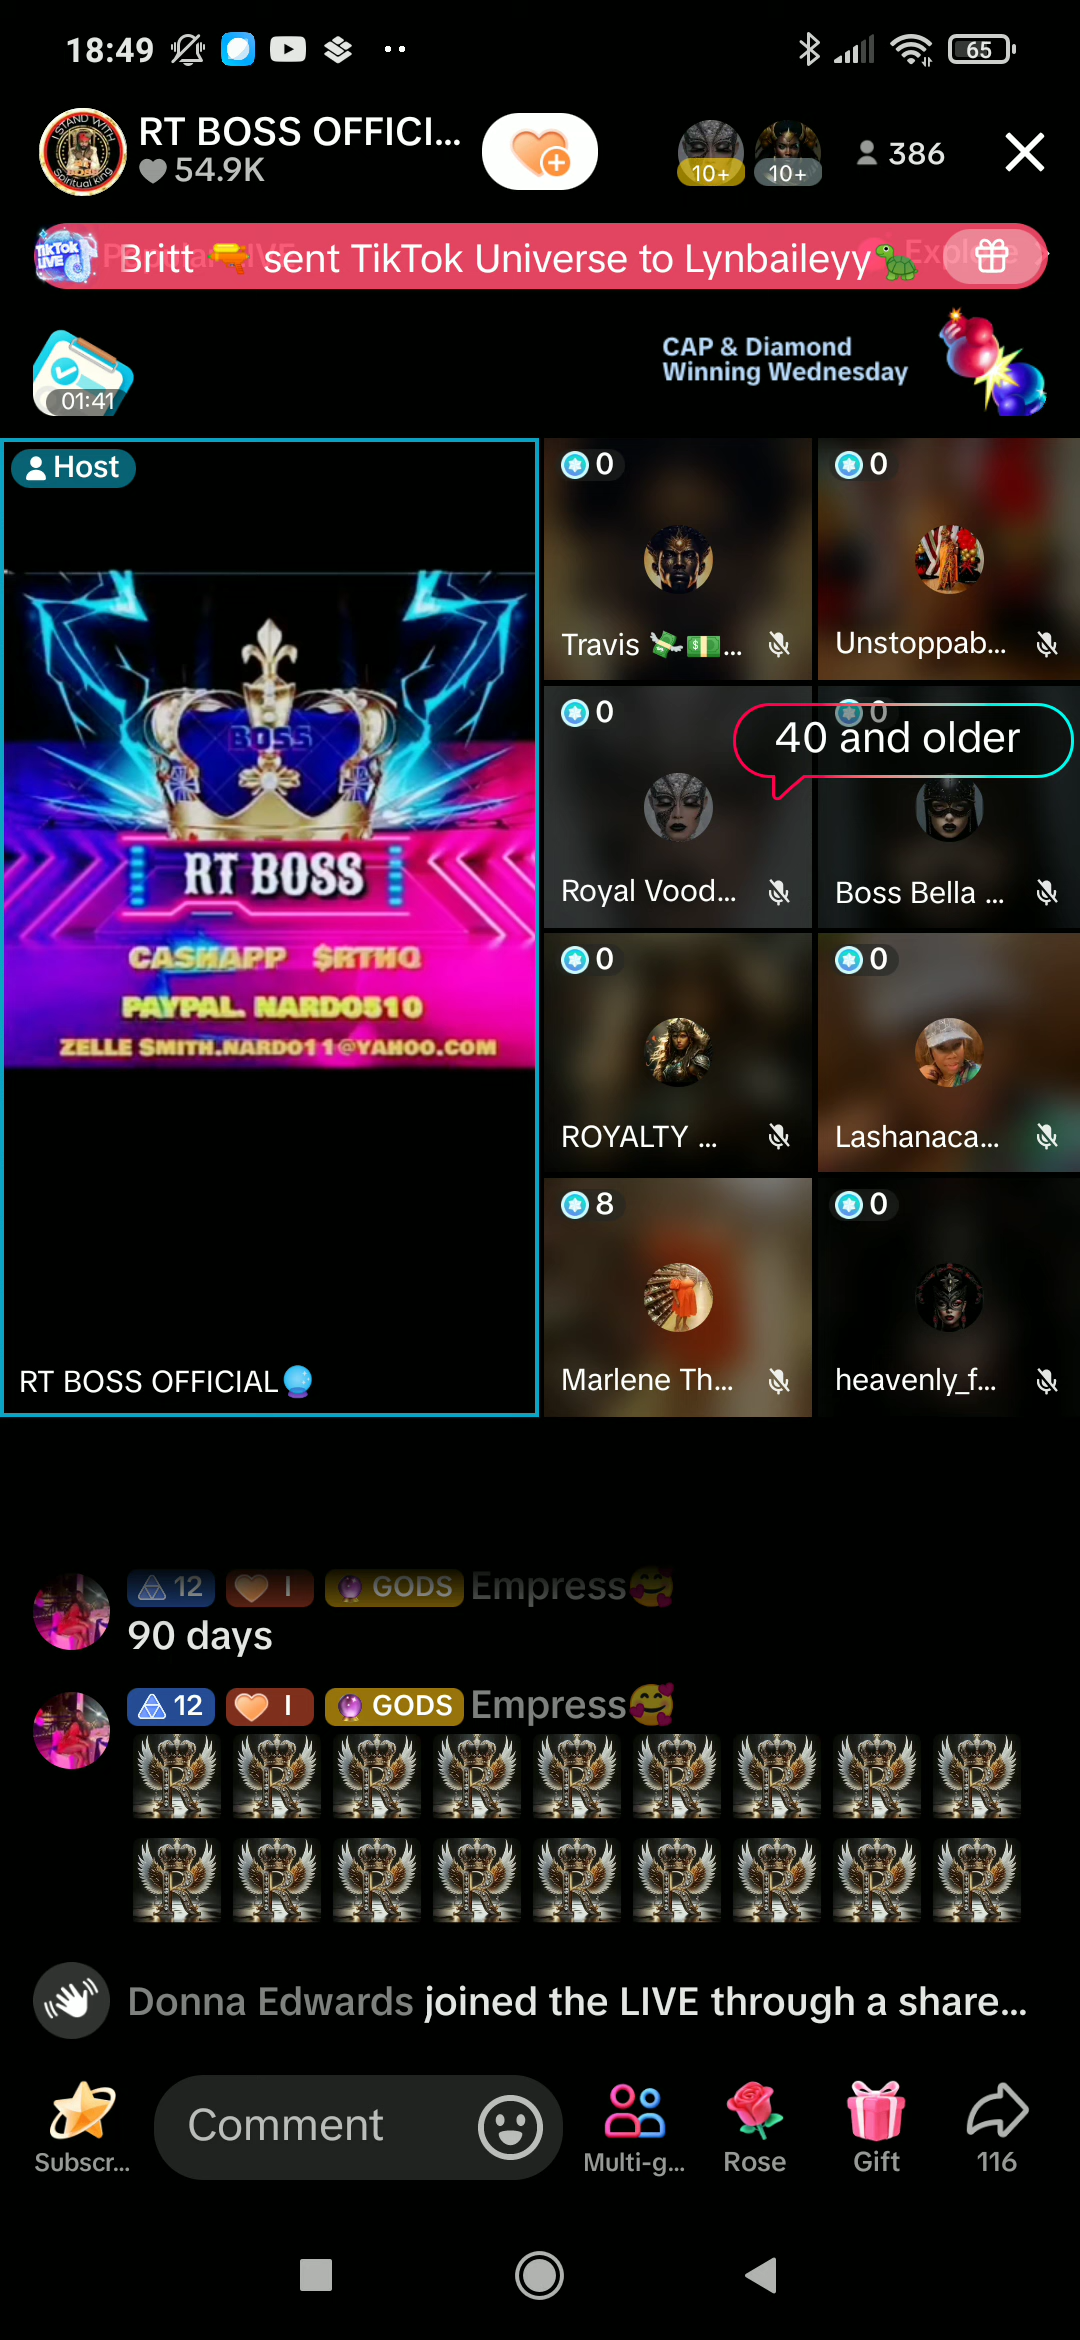 18:49
65
RT BOSS OFFICI...
54.9K
10+
10+
386
Britt sent TikTok Universe to Lynbaileyy
01:41
CAP & Diamond
Winning Wednesday
Host
BOSS
RT BOSS
CASHAPP $RTHQ
PAYPAL. NARDO510
ZELLE SMITH.NARDO11@YAHOO.COM
RT BOSS OFFICIAL
0
Travis ...
0
Unstoppab...
0
Royal Vood...
0
40 and older
Boss Bella ...
0
ROYALTY ...
0
Lashanaca...
8
Marlene Th...
0
heavenly_f...
12 I GODS Empress
90 days
12 I GODS Empress
Donna Edwards joined the LIVE through a share...
Subscr...
Comment
Multi-g...
Rose
Gift
116